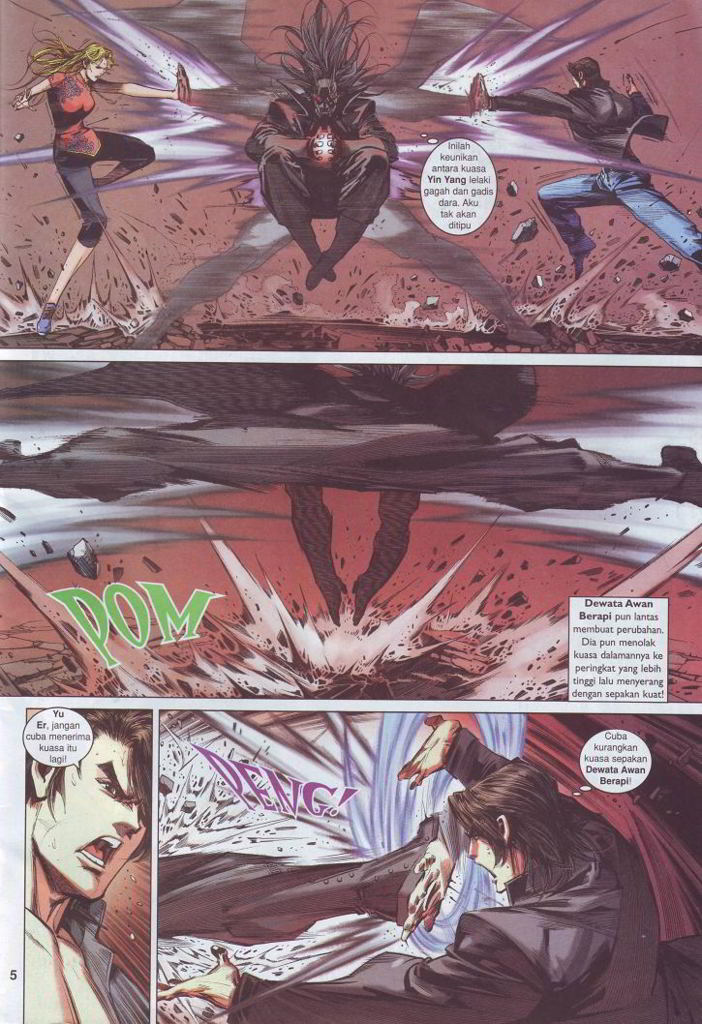 Inilah
keunikan
antara kuasa
Yin Yang lelaki
gagah dan gadis
dara. Aku
tak akan
ditipu
POM
Dewata Awan
Berapi pun lantas
membuat perubahan.
Dia pun menolak
kuasa dalamannya ke
peringkat yang lebih
tinggi lalu menyerang
dengan sepakan kuat!
Yu
Er, jangan
cuba menerima
kuasa itu
lagi!
PENG!
Cuba
kurangkan
kuasa sepakan
Dewata Awan
Berapi!
5